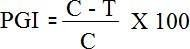 PGI = C - T / C X 100